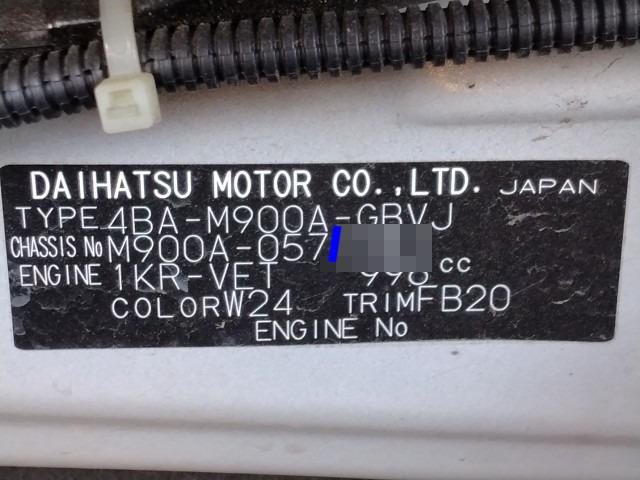 DAIHATSU MOTOR CO.,LTD. JAPAN
TYPE 4BA-M900A-GBVJ
CHASSIS No M900A-057
ENGINE 1KR-VET 996 cc
COLOR W24 TRIM FB20
ENGINE No